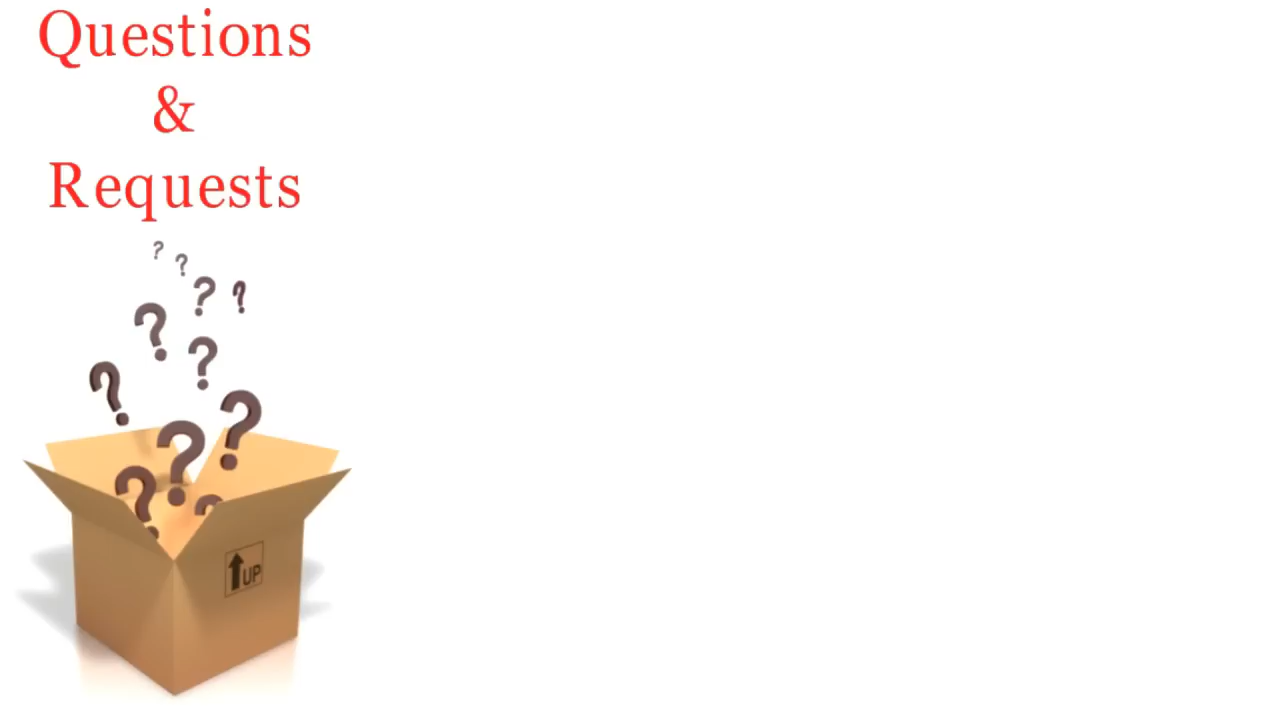 Questions
&
Requests
? ? ? ? ? ? ? ? ? ? ?
UP